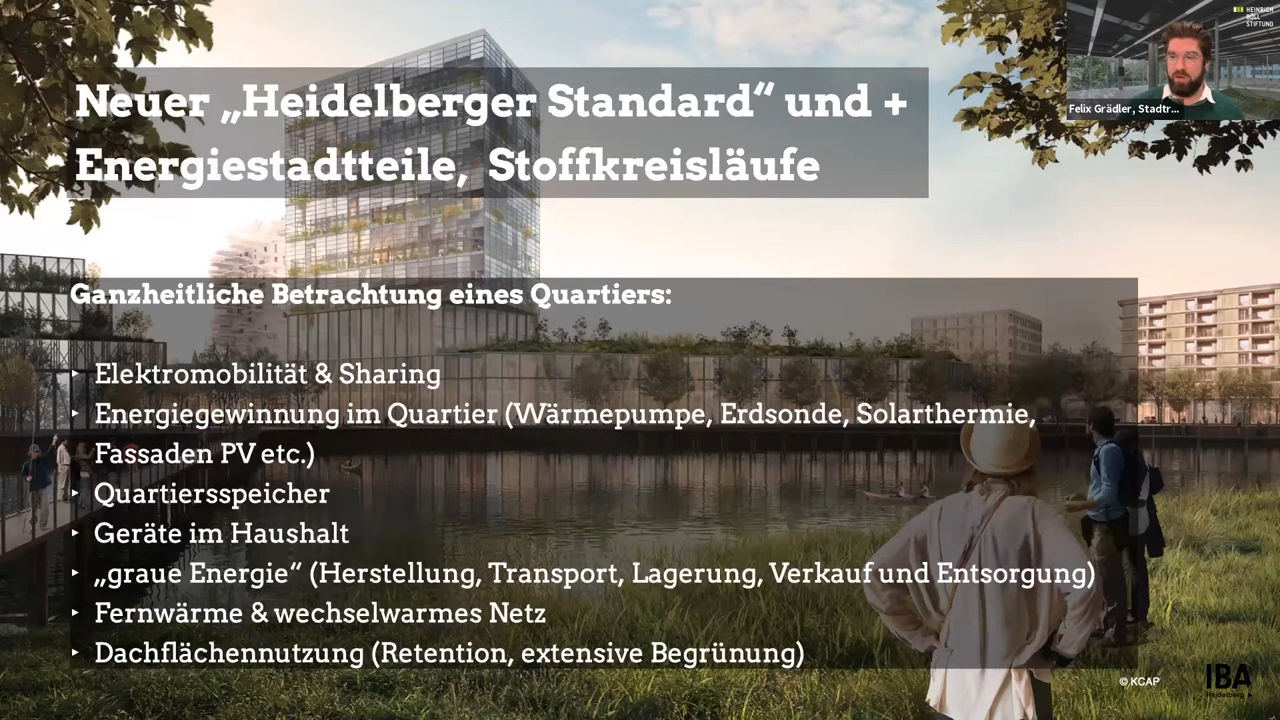 HEINRICH
BÖLL
STIFTUNG
Felix Grädler, Stadtr...
Neuer „Heidelberger Standard“ und +
Energiestadtteile, Stoffkreisläufe
Ganzheitliche Betrachtung eines Quartiers:
‣ Elektromobilität & Sharing
‣ Energiegewinnung im Quartier (Wärmepumpe, Erdsonde, Solarthermie,
Fassaden PV etc.)
‣ Quartiersspeicher
‣ Geräte im Haushalt
‣ „graue Energie“ (Herstellung, Transport, Lagerung, Verkauf und Entsorgung)
‣ Fernwärme & wechselwarmes Netz
‣ Dachflächennutzung (Retention, extensive Begrünung)
© KCAP
IBA
Heidelberg